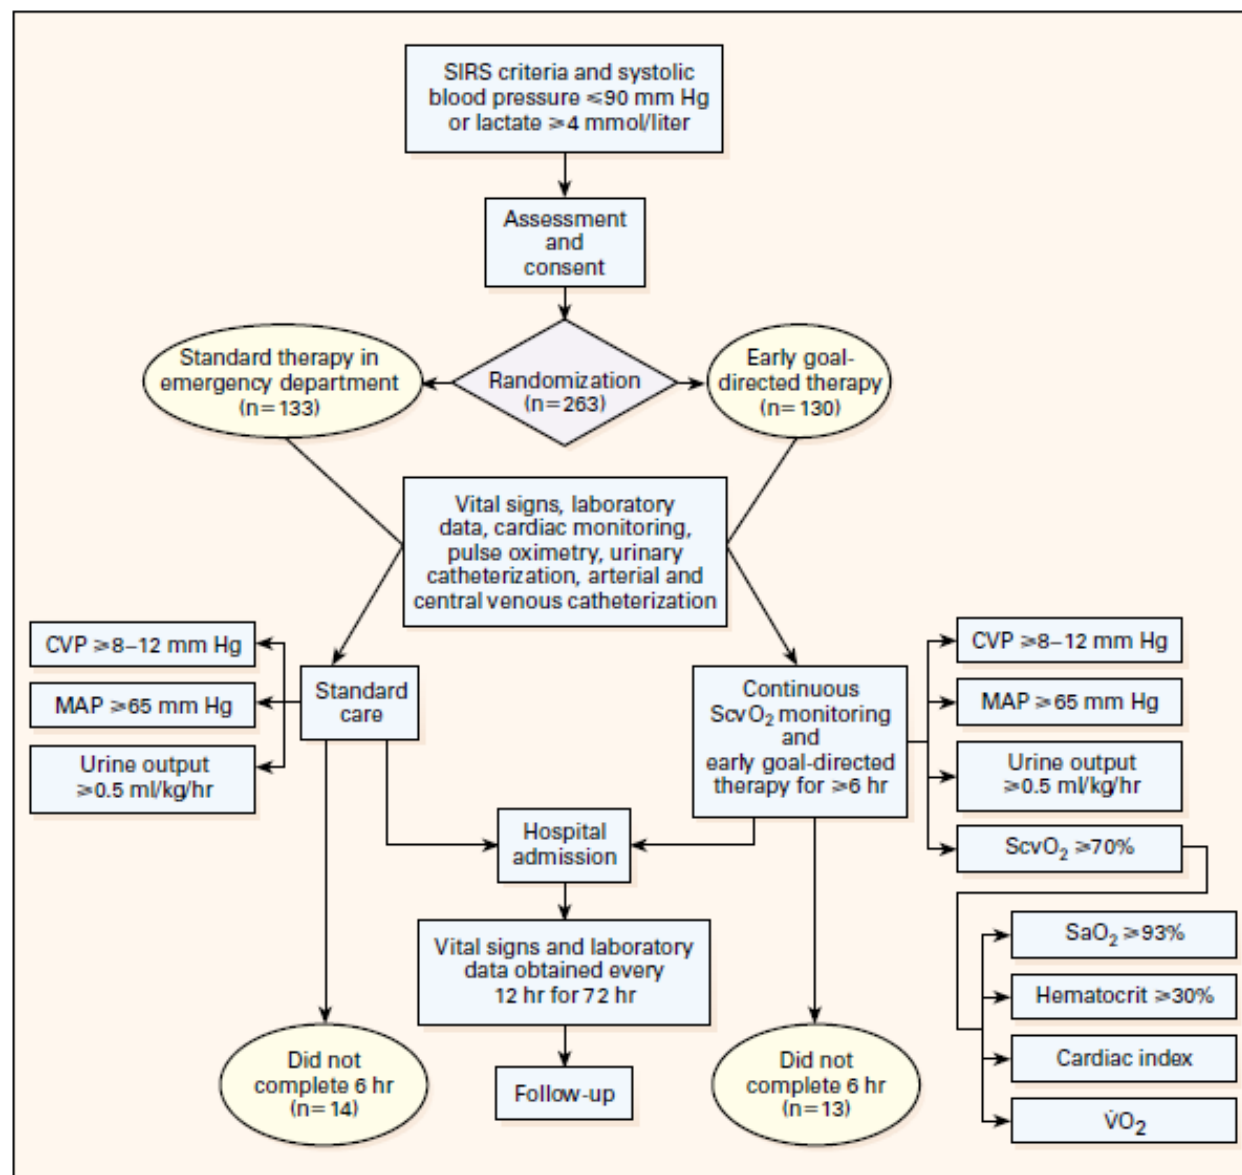 SIRS criteria and systolic
blood pressure ⩽90 mm Hg
or lactate ⩾4 mmol/liter
Assessment
and
consent
Standard therapy in
emergency department
(n=133)
Randomization
(n=263)
Early goal-
directed therapy
(n=130)
Vital signs, laboratory
data, cardiac monitoring,
pulse oximetry, urinary
catheterization, arterial and
central venous catheterization
CVP ⩾8–12 mm Hg
MAP ⩾65 mm Hg
Urine output
⩾0.5 ml/kg/hr
Standard
care
Continuous
ScvO₂ monitoring
and
early goal-directed
therapy for ⩾6 hr
CVP ⩾8–12 mm Hg
MAP ⩾65 mm Hg
Urine output
⩾0.5 ml/kg/hr
ScvO₂ ⩾70%
SaO₂ ⩾93%
Hematocrit ⩾30%
Cardiac index
V̇O₂
Hospital
admission
Vital signs and laboratory
data obtained every
12 hr for 72 hr
Did not
complete 6 hr
(n=14)
Follow-up
Did not
complete 6 hr
(n=13)